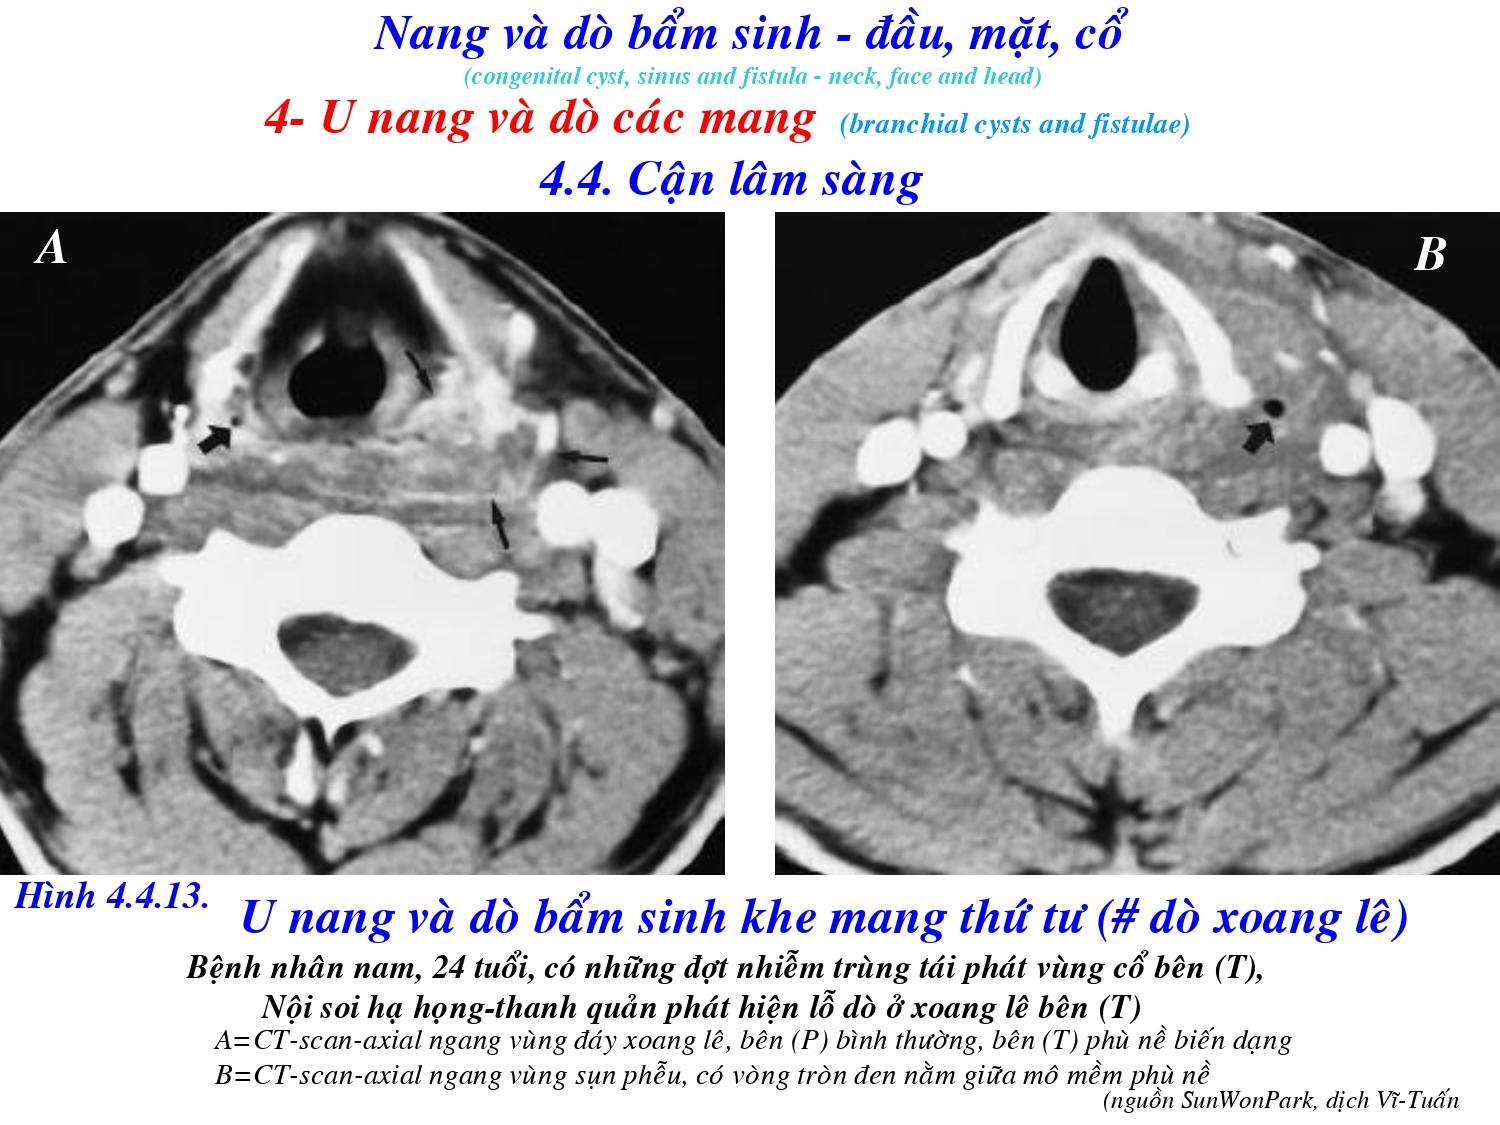 Nang và dò bẩm sinh - đầu, mặt, cổ
(congenital cyst, sinus and fistula - neck, face and head)
4- U nang và dò các mang (branchial cysts and fistulae)
4.4. Cận lâm sàng
A
B
Hình 4.4.13.
U nang và dò bẩm sinh khe mang thứ tư (# dò xoang lê)
Bệnh nhân nam, 24 tuổi, có những đợt nhiễm trùng tái phát vùng cổ bên (T),
Nội soi hạ họng-thanh quản phát hiện lỗ dò ở xoang lê bên (T)
A=CT-scan-axial ngang vùng đáy xoang lê, bên (P) bình thường, bên (T) phù nề biến dạng
B=CT-scan-axial ngang vùng sụn phễu, có vòng tròn đen nằm giữa mô mềm phù nề
(nguồn SunWonPark, dịch Vĩ-Tuấn